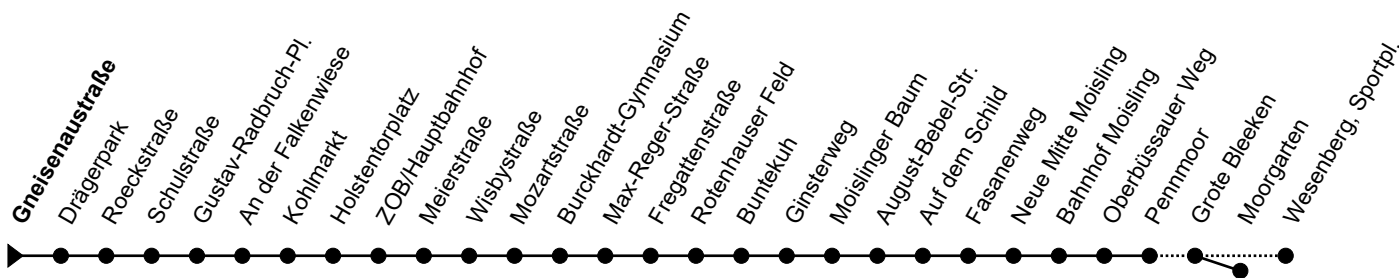 Gneisenaustraße
Drägerpark
Roeckstraße
Schulstraße
Gustav-Radbruch-Pl.
An der Falkenwiese
Kohlmarkt
Holstentorplatz
ZOB/Hauptbahnhof
Meierstraße
Wisbystraße
Mozartstraße
Burckhardt-Gymnasium
Max-Reger-Straße
Fregattenstraße
Rotenhauser Feld
Buntekuh
Ginsterweg
Moislinger Baum
August-Bebel-Str.
Auf dem Schild
Fasanenweg
Neue Mitte Moisling
Bahnhof Moisling
Oberbüssauer Weg
Pennmoor
Grote Bleeken
Moorgarten
Wesenberg, Sportpl.